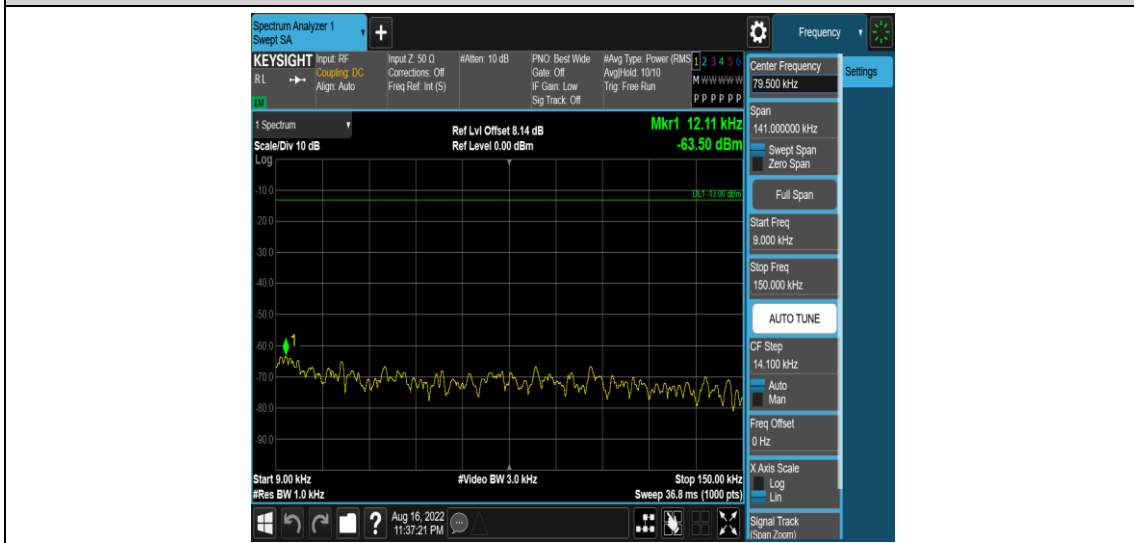 Spectrum Analyzer 1
Swept SA
+
Frequency
KEYSIGHT
RL
LXI
Input: RF
Coupling: DC
Align: Auto
Input Z: 50 Ω
Corrections: Off
Freq Ref: Int (S)
#Atten: 10 dB
PNO: Best Wide
Gate: Off
IF Gain: Low
Sig Track: Off
#Avg Type: Power (RMS
Avg|Hold: 10/10
Trig: Free Run
1 2 3 4 5 6
M W W W W W
P P P P P P
Center Frequency
79.500 kHz
Settings
Span
141.000000 kHz
Swept Span
Zero Span
Full Span
Start Freq
9.000 kHz
Stop Freq
150.000 kHz
AUTO TUNE
CF Step
14.100 kHz
Auto
Man
Freq Offset
0 Hz
X Axis Scale
Log
Lin
Signal Track
(Span Zoom)
1 Spectrum
Scale/Div 10 dB
Log
Ref Lvl Offset 8.14 dB
Ref Level 0.00 dBm
Mkr1 12.11 kHz
-63.50 dBm
DL1 -13.00 dBm
-10.0
-20.0
-30.0
-40.0
-50.0
-60.0
-70.0
-80.0
-90.0
1
Start 9.00 kHz
#Res BW 1.0 kHz
#Video BW 3.0 kHz
Stop 150.00 kHz
Sweep 36.8 ms (1000 pts)
?
Aug 16, 2022
11:37:21 PM